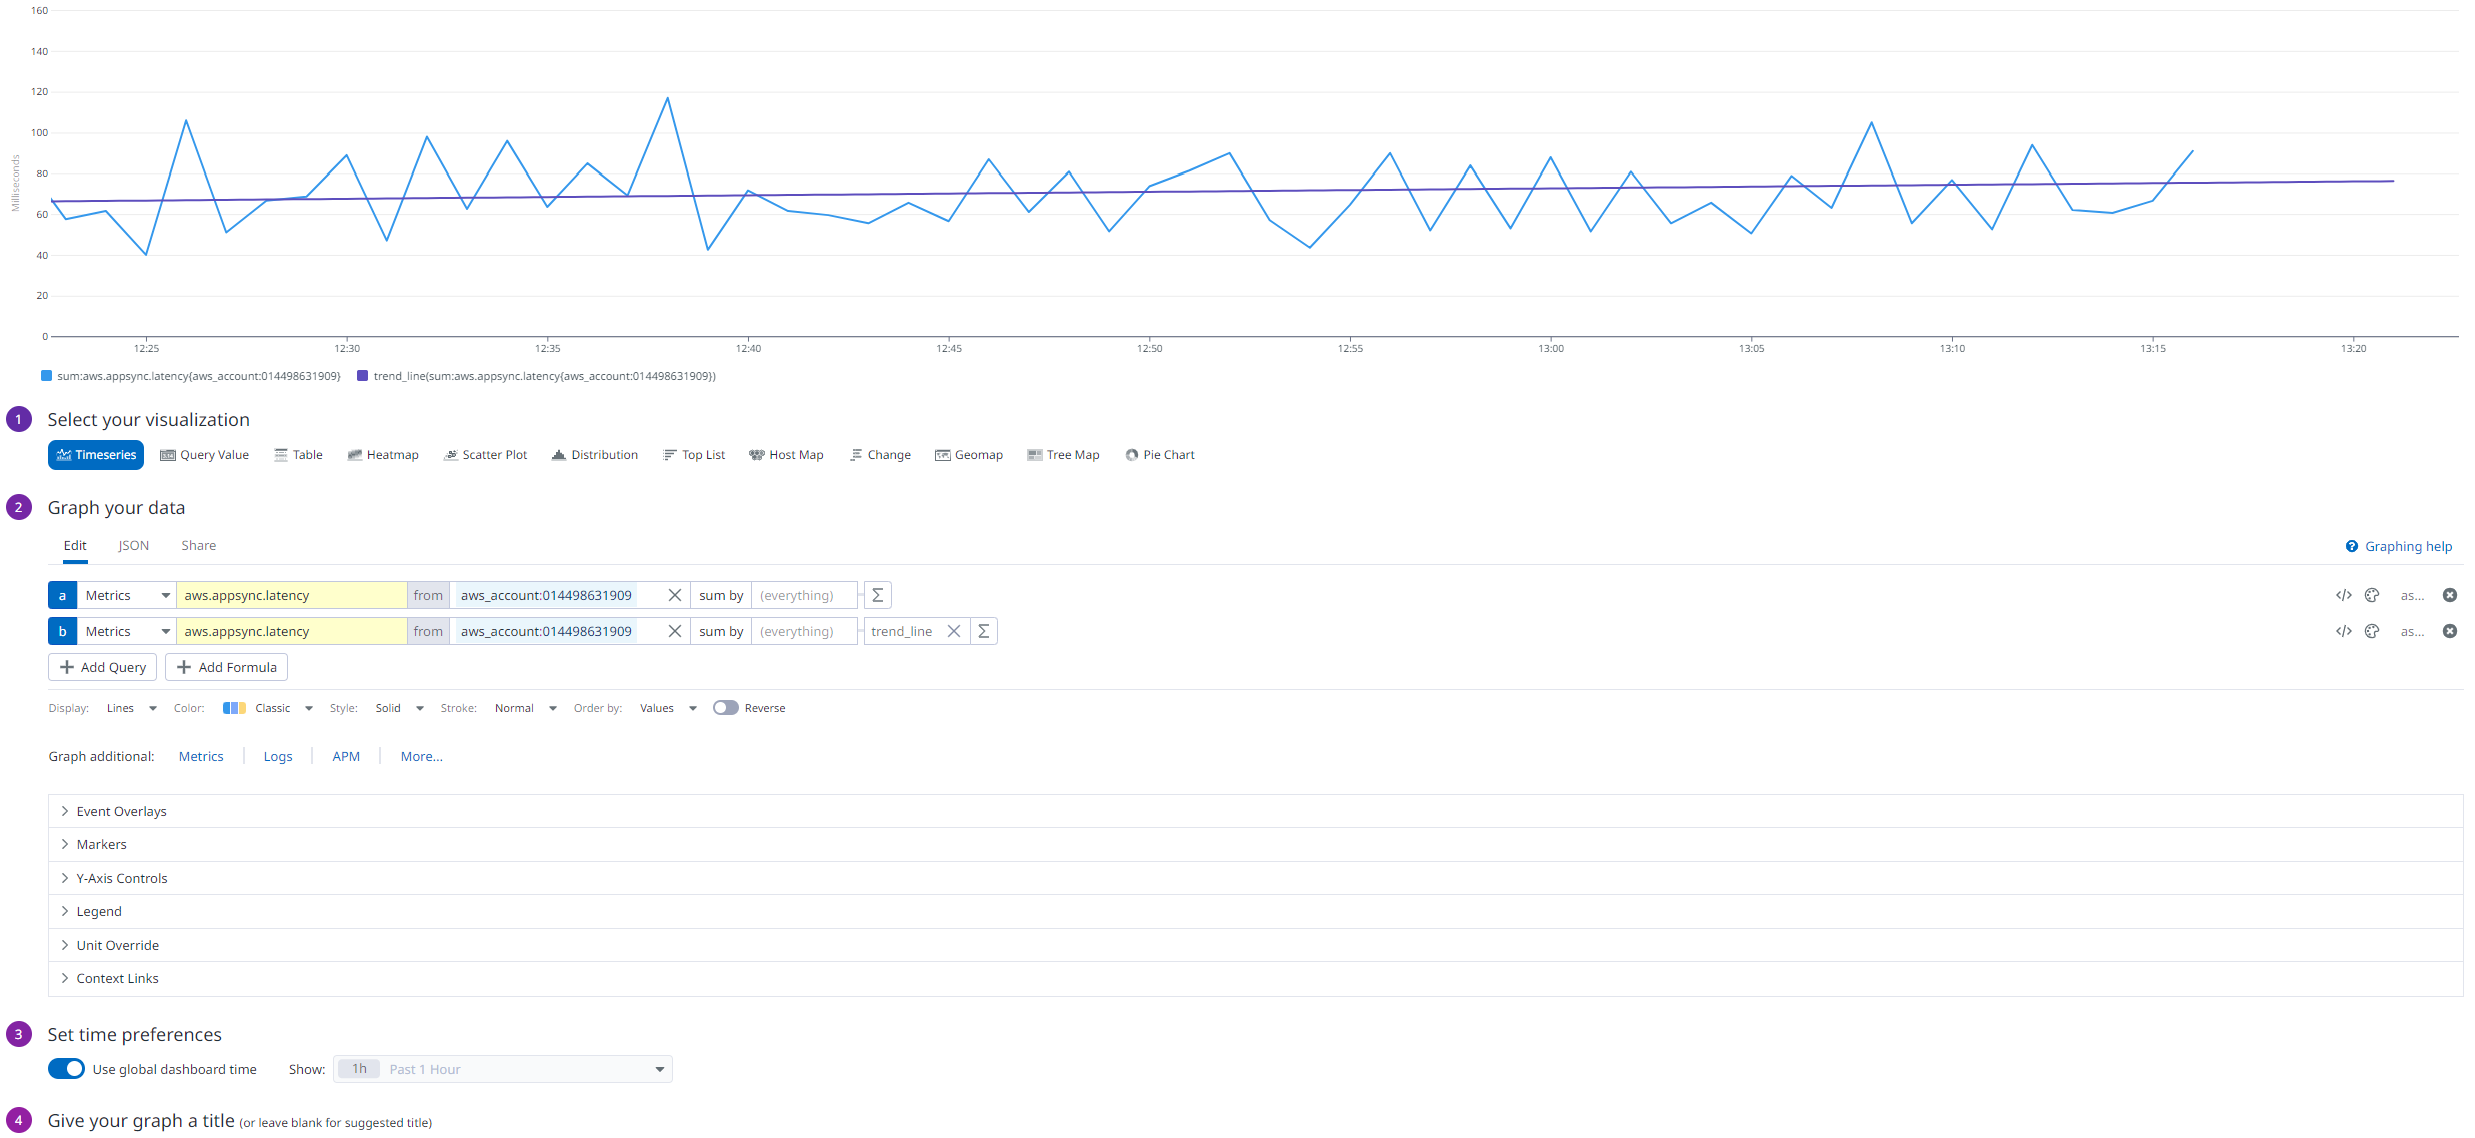 160
140
120
100
80
60
40
20
0
Milliseconds
12:25 12:30 12:35 12:40 12:45 12:50 12:55 13:00 13:05 13:10 13:15 13:20
sum:aws.appsync.latency{aws_account:014498631909} trend_line(sum:aws.appsync.latency{aws_account:014498631909})
1 Select your visualization
Timeseries Query Value Table Heatmap Scatter Plot Distribution Top List Host Map Change Geomap Tree Map Pie Chart
2 Graph your data
Edit JSON Share Graphing help
a Metrics aws.appsync.latency from aws_account:014498631909 sum by (everything) Σ as...
b Metrics aws.appsync.latency from aws_account:014498631909 sum by (everything) trend_line Σ as...
Add Query Add Formula
Display: Lines Color: Classic Style: Solid Stroke: Normal Order by: Values Reverse
Graph additional: Metrics Logs APM More...
Event Overlays
Markers
Y-Axis Controls
Legend
Unit Override
Context Links
3 Set time preferences
Use global dashboard time Show: 1h Past 1 Hour
4 Give your graph a title (or leave blank for suggested title)